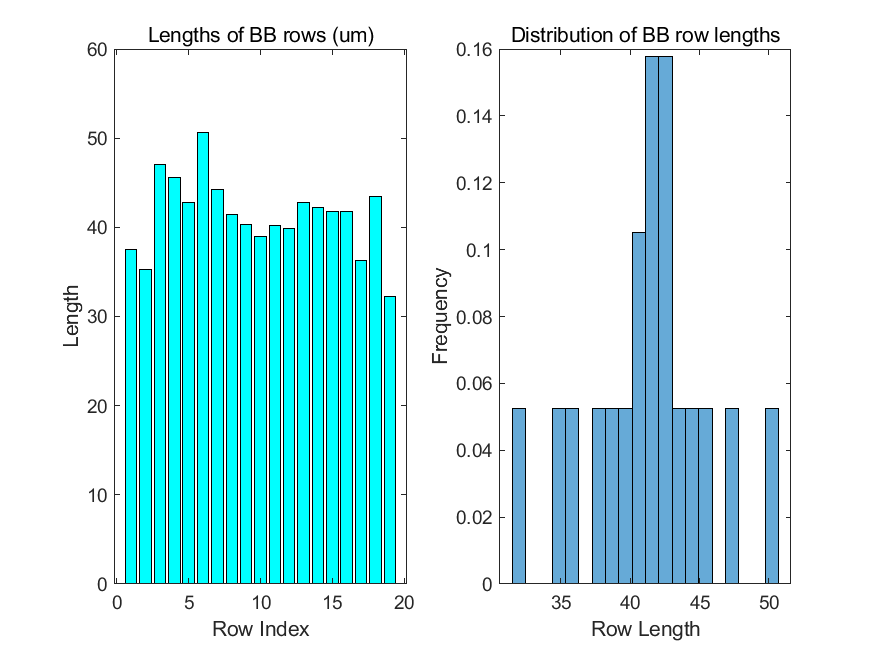 Lengths of BB rows (um)
60
50
40
30
20
10
0
Length
0 5 10 15 20
Row Index
Distribution of BB row lengths
0.16
0.14
0.12
0.1
0.08
0.06
0.04
0.02
0
Frequency
35 40 45 50
Row Length